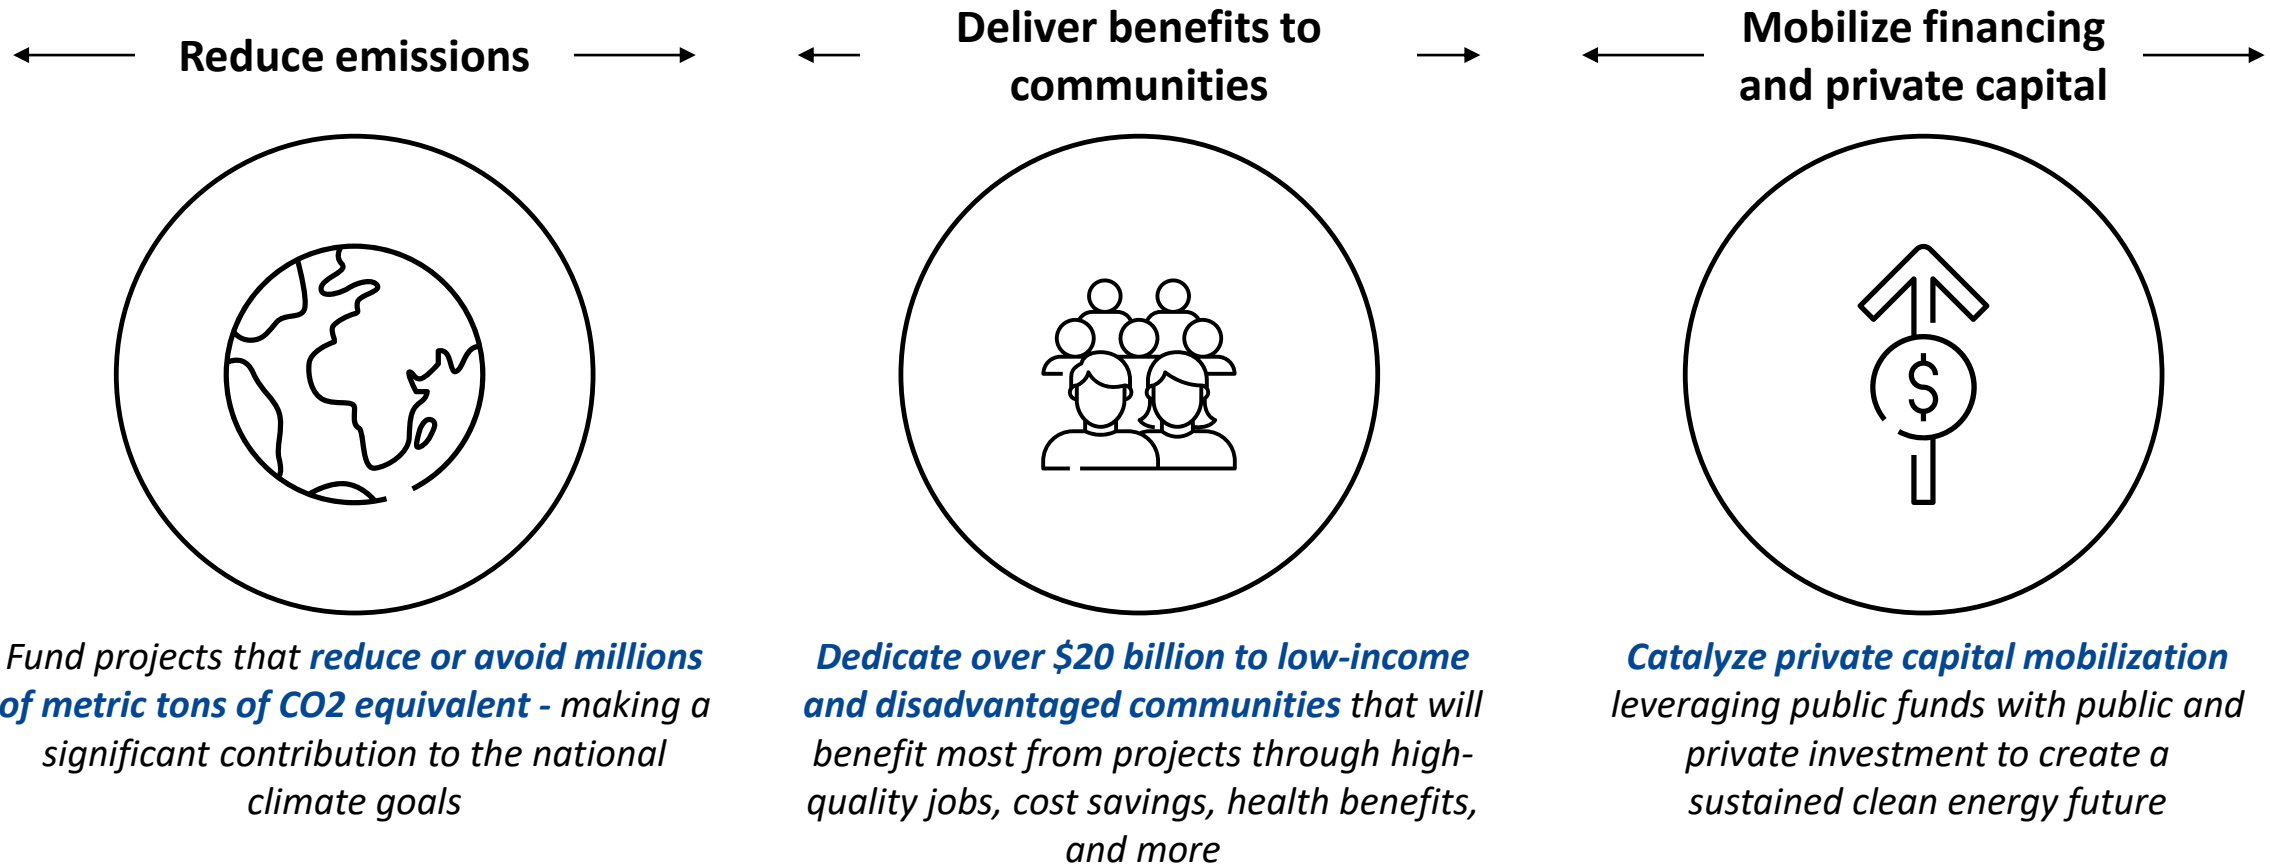 Reduce emissions
Fund projects that reduce or avoid millions
of metric tons of CO2 equivalent - making a
significant contribution to the national
climate goals
Deliver benefits to
communities
Dedicate over $20 billion to low-income
and disadvantaged communities that will
benefit most from projects through high-
quality jobs, cost savings, health benefits,
and more
Mobilize financing
and private capital
$
Catalyze private capital mobilization
leveraging public funds with public and
private investment to create a
sustained clean energy future